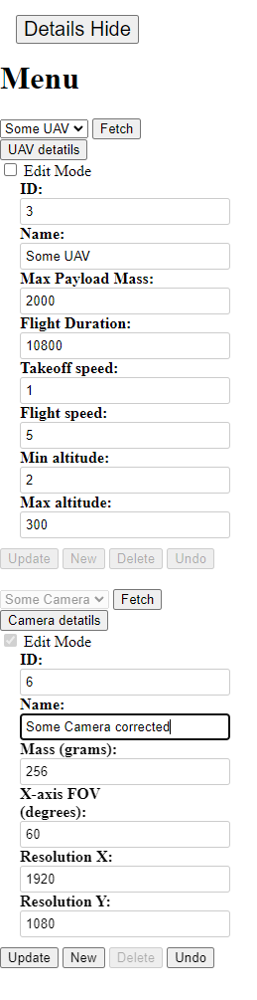 Details Hide
Menu
Some UAV Fetch
UAV detatils
Edit Mode
ID:
3
Name:
Some UAV
Max Payload Mass:
2000
Flight Duration:
10800
Takeoff speed:
1
Flight speed:
5
Min altitude:
2
Max altitude:
300
Update New Delete Undo
Some Camera Fetch
Camera detatils
Edit Mode
ID:
6
Name:
Some Camera corrected
Mass (grams):
256
X-axis FOV
(degrees):
60
Resolution X:
1920
Resolution Y:
1080
Update New Delete Undo